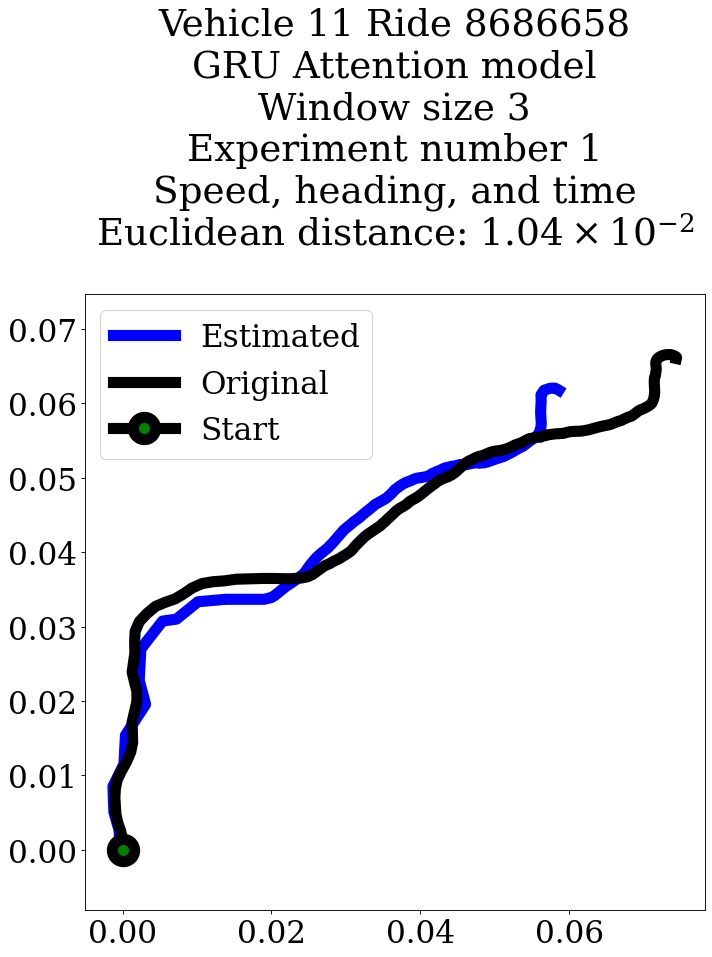 Vehicle 11 Ride 8686658
GRU Attention model
Window size 3
Experiment number 1
Speed, heading, and time
Euclidean distance: 1.04 × 10⁻²
Estimated
Original
Start
0.07
0.06
0.05
0.04
0.03
0.02
0.01
0.00
0.00 0.02 0.04 0.06